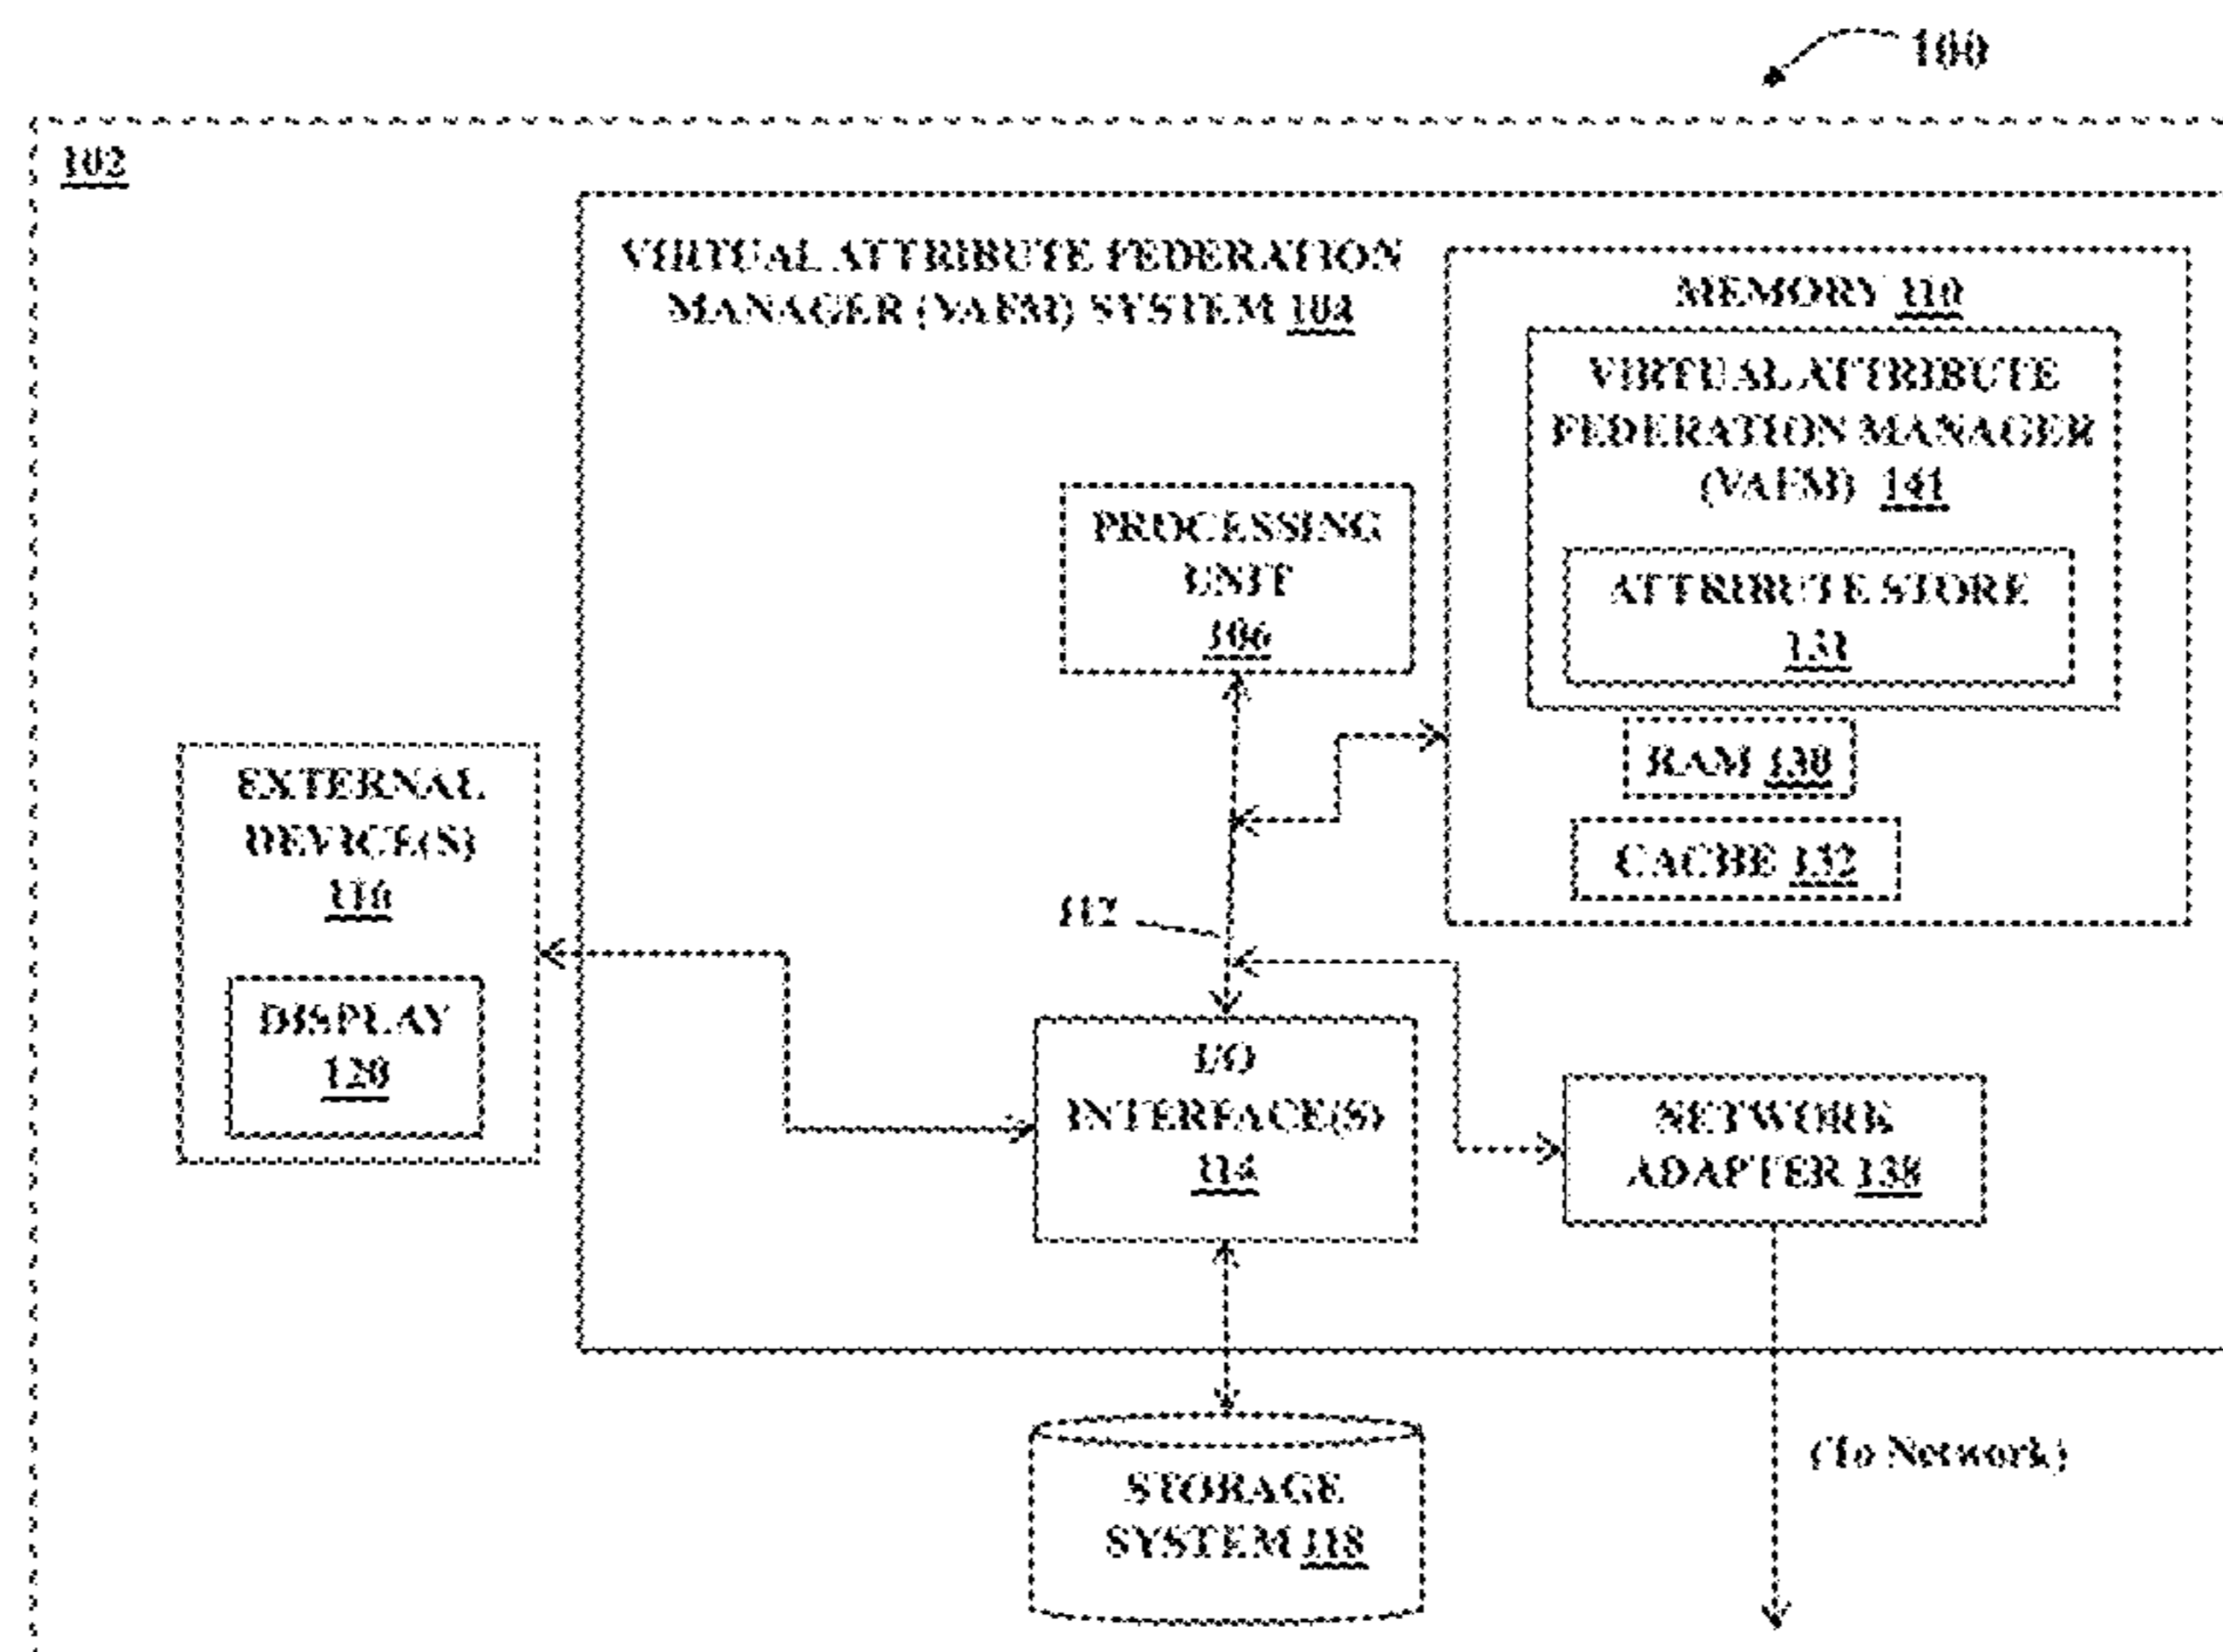 100
102
VIRTUAL ATTRIBUTE FEDERATION
MANAGER (VAFM) SYSTEM 104
MEMORY 110
VIRTUAL ATTRIBUTE
FEDERATION MANAGER
(VAFM) 141
ATTRIBUTE STORE
131
RAM 130
CACHE 132
PROCESSING
UNIT
106
EXTERNAL
DEVICE(S)
116
DISPLAY
120
112
I/O
INTERFACE(S)
114
NETWORK
ADAPTER 138
STORAGE
SYSTEM 118
(To Network)